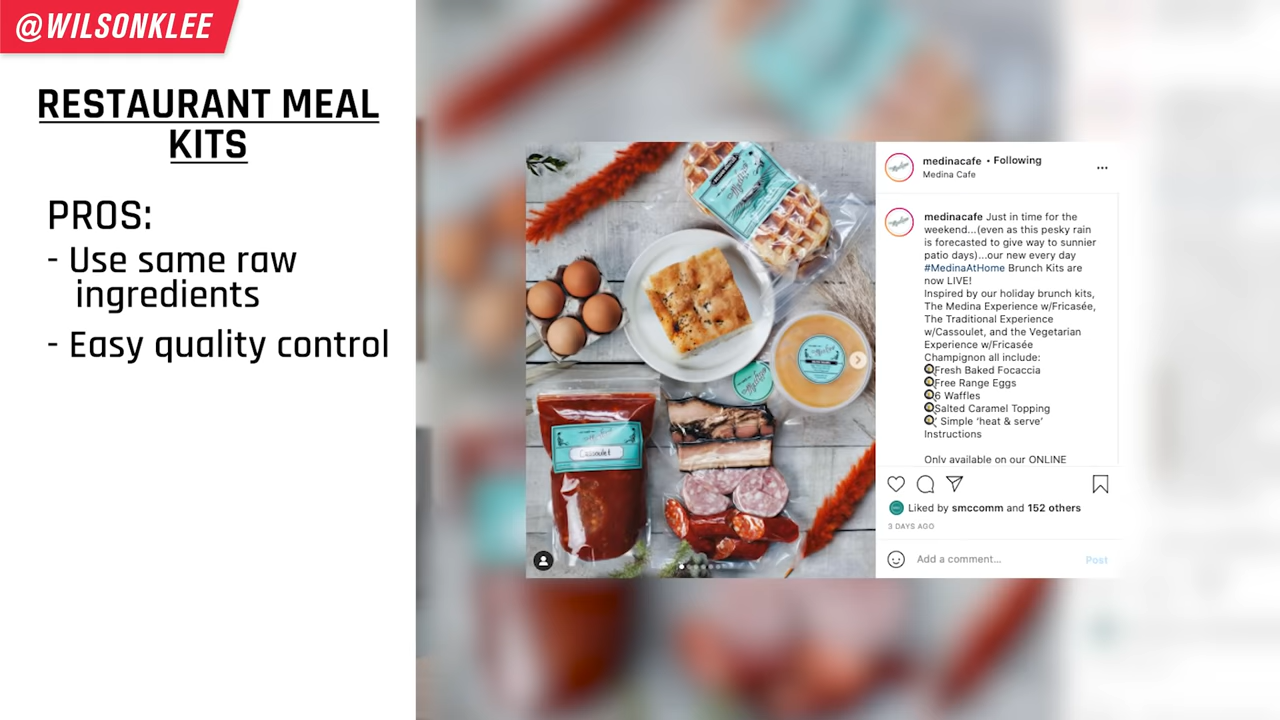 @WILSONKLEE
RESTAURANT MEAL
KITS
PROS:
- Use same raw
ingredients
- Easy quality control
Cassoulet
medinacafe • Following
Medina Cafe
medinacafe Just in time for the
weekend...(even as this pesky rain
is forecasted to give way to sunnier
patio days)...our new every day
#MedinaAtHome Brunch Kits are
now LIVE!
Inspired by our holiday brunch kits,
The Medina Experience w/Fricasée,
The Traditional Experience
w/Cassoulet, and the Vegetarian
Experience w/Fricasée
Champignon all include:
Fresh Baked Focaccia
Free Range Eggs
6 Waffles
Salted Caramel Topping
' Simple 'heat & serve'
Instructions
Only available on our ONLINE
Liked by smccomm and 152 others
3 DAYS AGO
Add a comment...
Post